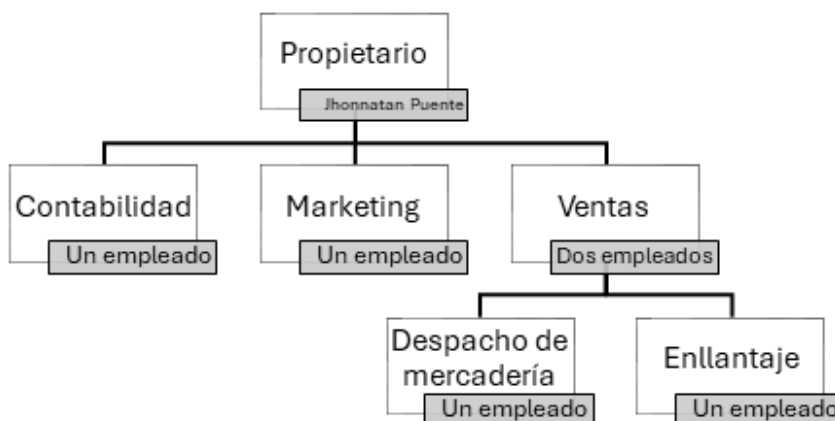 Propietario
Jhonnatan Puente
Contabilidad
Un empleado
Marketing
Un empleado
Ventas
Dos empleados
Despacho de
mercadería
Un empleado
Enllantaje
Un empleado